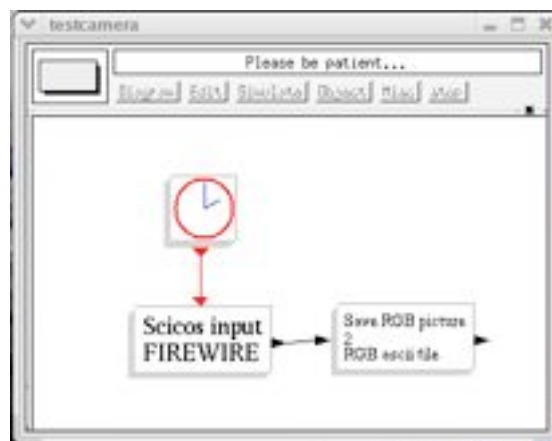 testcamera
Please be patient...
Diagram Edit Simulate Object Misc stop
Scicos input
FIREWIRE
Save RGB picture
2
RGB ascii file